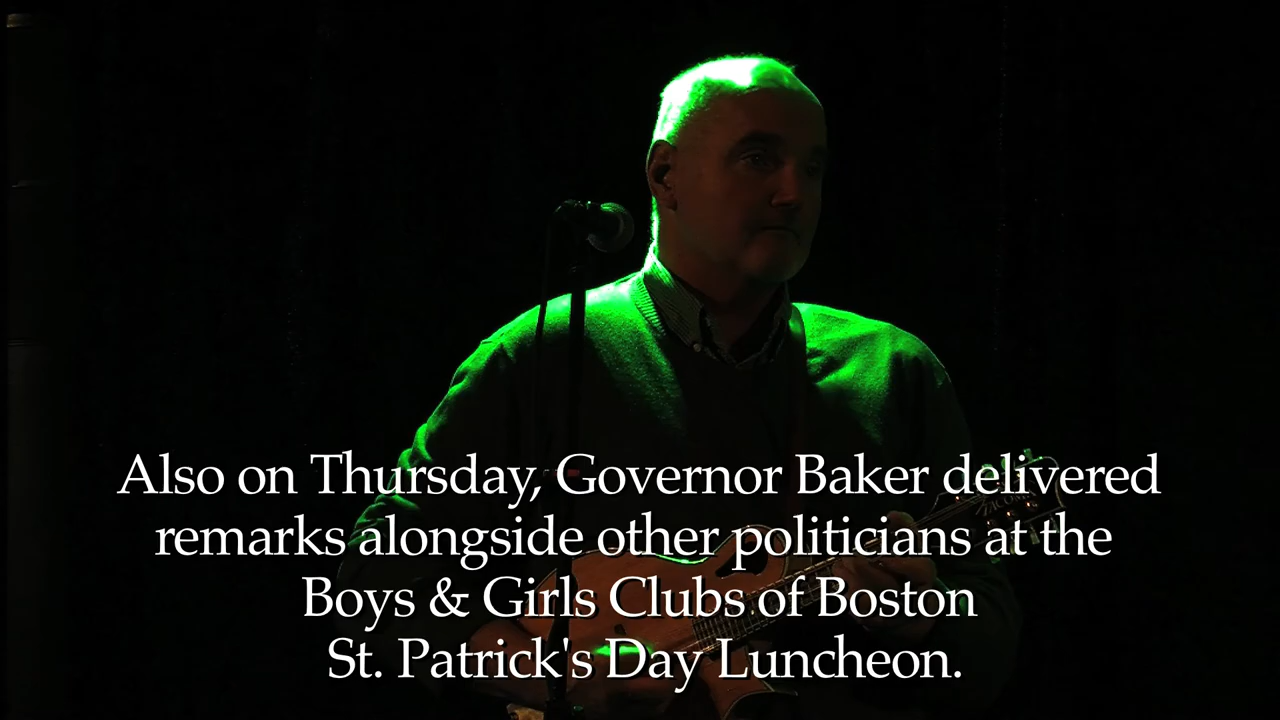 Also on Thursday, Governor Baker delivered
remarks alongside other politicians at the
Boys & Girls Clubs of Boston
St. Patrick's Day Luncheon.